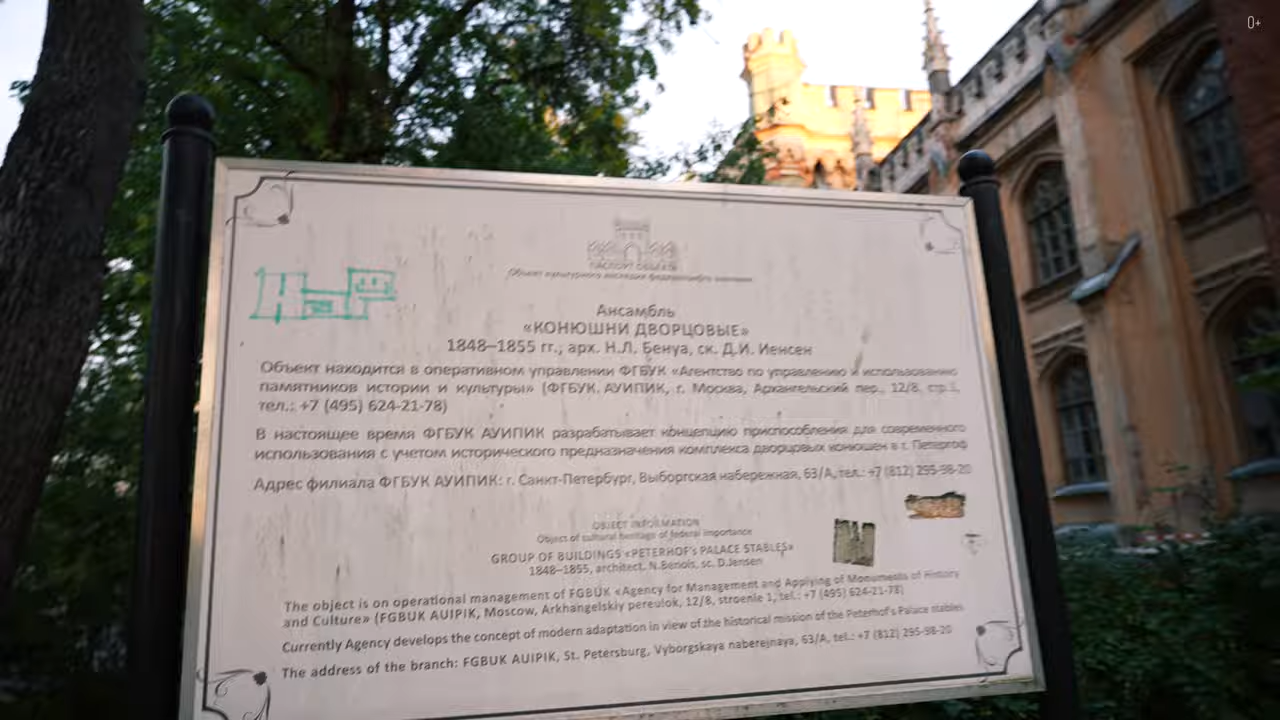 0+
ПАСПОРТ ОБЪЕКТА
Объект культурного наследия федерального значения
Ансамбль
«КОНЮШНИ ДВОРЦОВЫЕ»
1848–1855 гг., арх. Н.Л. Бенуа, ск. Д.И. Иенсен
Объект находится в оперативном управлении ФГБУК «Агентство по управлению и использованию
памятников истории и культуры» (ФГБУК АУИПИК, г. Москва, Архангельский пер., 12/8, стр.1,
тел.: +7 (495) 624-21-78)
В настоящее время ФГБУК АУИПИК разрабатывает концепцию приспособления для современного
использования с учетом исторического предназначения комплекса дворцовых конюшен в г. Петергоф
Адрес филиала ФГБУК АУИПИК: г. Санкт-Петербург, Выборгская набережная, 63/А, тел.: +7 (812) 295-98-20
OBJECT INFORMATION
Object of cultural heritage of federal importance
GROUP OF BUILDINGS «PETERHOF's PALACE STABLES»
1848–1855, architect. N.Benois, sc. D.Jensen
The object is on operational management of FGBUK «Agency for Management and Applying of Monuments of History
and Culture» (FGBUK AUIPIK, Moscow, Arkhangelskiy pereulok, 12/8, stroenie 1, tel.: +7 (495) 624-21-78)
Currently Agency develops the concept of modern adaptation in view of the historical mission of the Peterhof's Palace stables
The address of the branch: FGBUK AUIPIK, St. Petersburg, Vyborgskaya naberejnaya, 63/A, tel.: +7 (812) 295-98-20